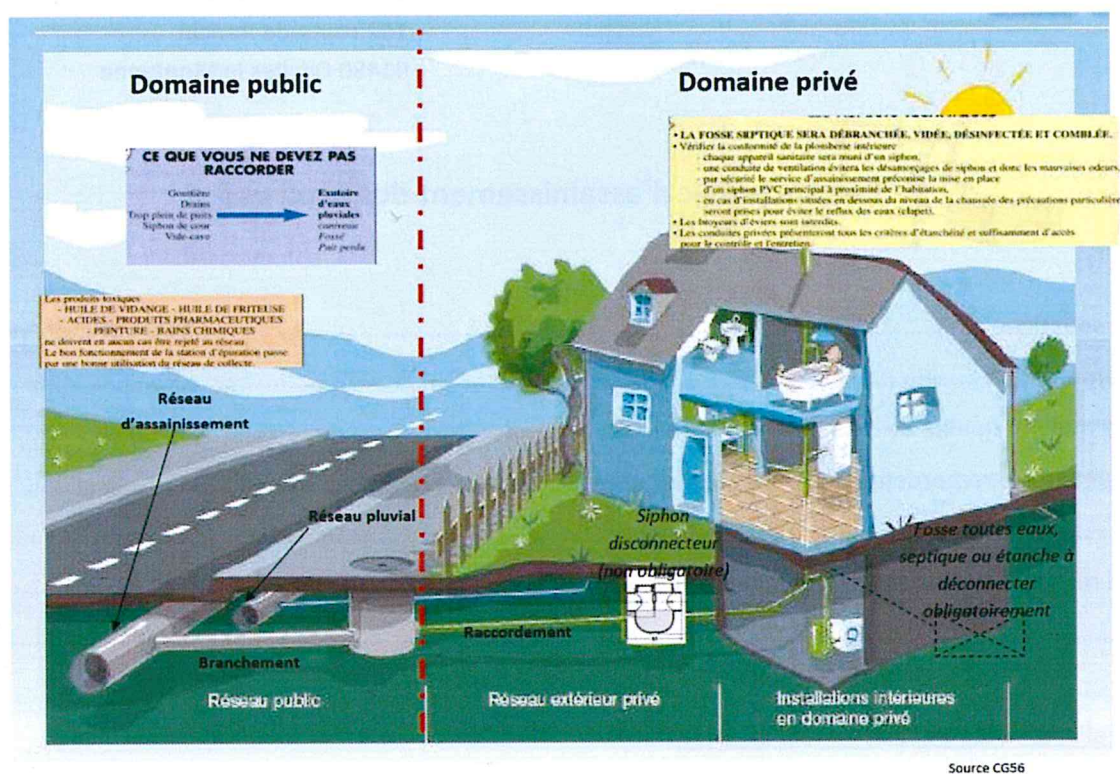 Domaine public
Domaine privé
CE QUE VOUS NE DEVEZ PAS
RACCORDER
Gouttière
Drains
Trop plein de puits
Siphon de cour
Vide-cave
Exutoire
d'eaux
pluviales
caniveau
Fossé
Puit perdu
• LA FOSSE SEPTIQUE SERA DÉBRANCHÉE, VIDÉE, DÉSINFECTÉE ET COMBLÉE.
• Vérifier la conformité de la plomberie intérieure
- chaque appareil sanitaire sera muni d'un siphon,
- une conduite de ventilation évitera les désamorçages de siphon et donc les mauvaises odeurs,
- par sécurité le service d'assainissement préconise la mise en place
d'un siphon PVC principal à proximité de l'habitation,
- en cas d'installations situées en dessous du niveau de la chaussée des précautions particulière
seront prises pour éviter le reflux des eaux (clapet).
• Les broyeurs d'éviers sont interdits.
• Les conduites privées présenteront tous les critères d'étanchéité et suffisamment d'accès
pour le contrôle et l'entretien.
Les produits toxiques
- HUILE DE VIDANGE - HUILE DE FRITEUSE
- ACIDES - PRODUITS PHARMACEUTIQUES
- PEINTURE - BAINS CHIMIQUES
ne doivent en aucun cas être rejeté au réseau.
Le bon fonctionnement de la station d'épuration passe
par une bonne utilisation du réseau de collecte.
Réseau
d'assainissement
Réseau pluvial
Siphon
disconnecteur
(non obligatoire)
Fosse toutes eaux,
septique ou étanche à
déconnecter
obligatoirement
Raccordement
Branchement
Réseau public
Réseau extérieur privé
Installations intérieures
en domaine privé
Source CG56